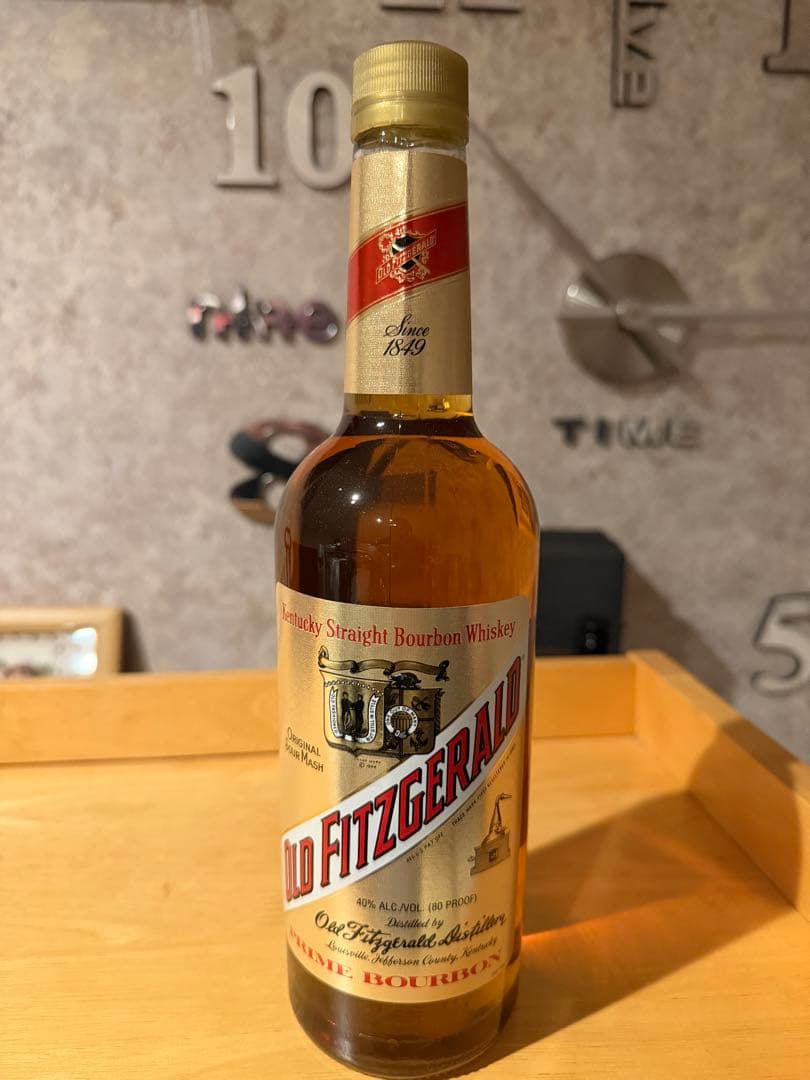 10
TIME
5
OLD FITZGERALD
Since
1849
Kentucky Straight Bourbon Whiskey
ORIGINAL
SOUR MASH
OLD FITZGERALD
40% ALC./VOL. (80 PROOF)
Distilled by
Old Fitzgerald Distillery
Louisville, Jefferson County, Kentucky
PRIME BOURBON